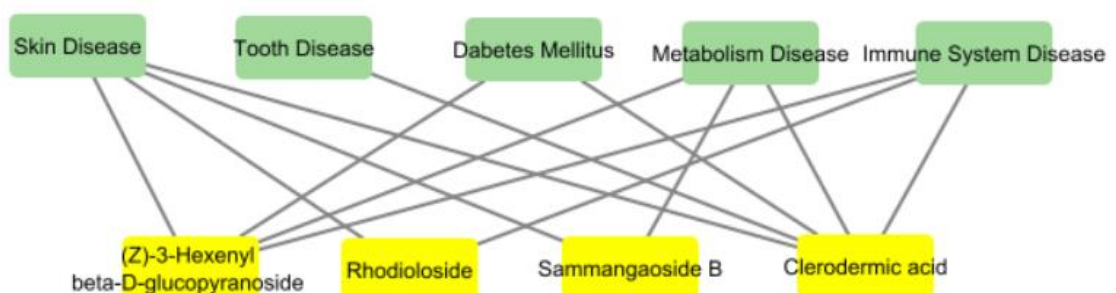 Skin Disease
Tooth Disease
Dabetes Mellitus
Metabolism Disease
Immune System Disease
(Z)-3-Hexenyl
beta-D-glucopyranoside
Rhodioloside
Sammangaoside B
Clerodermic acid